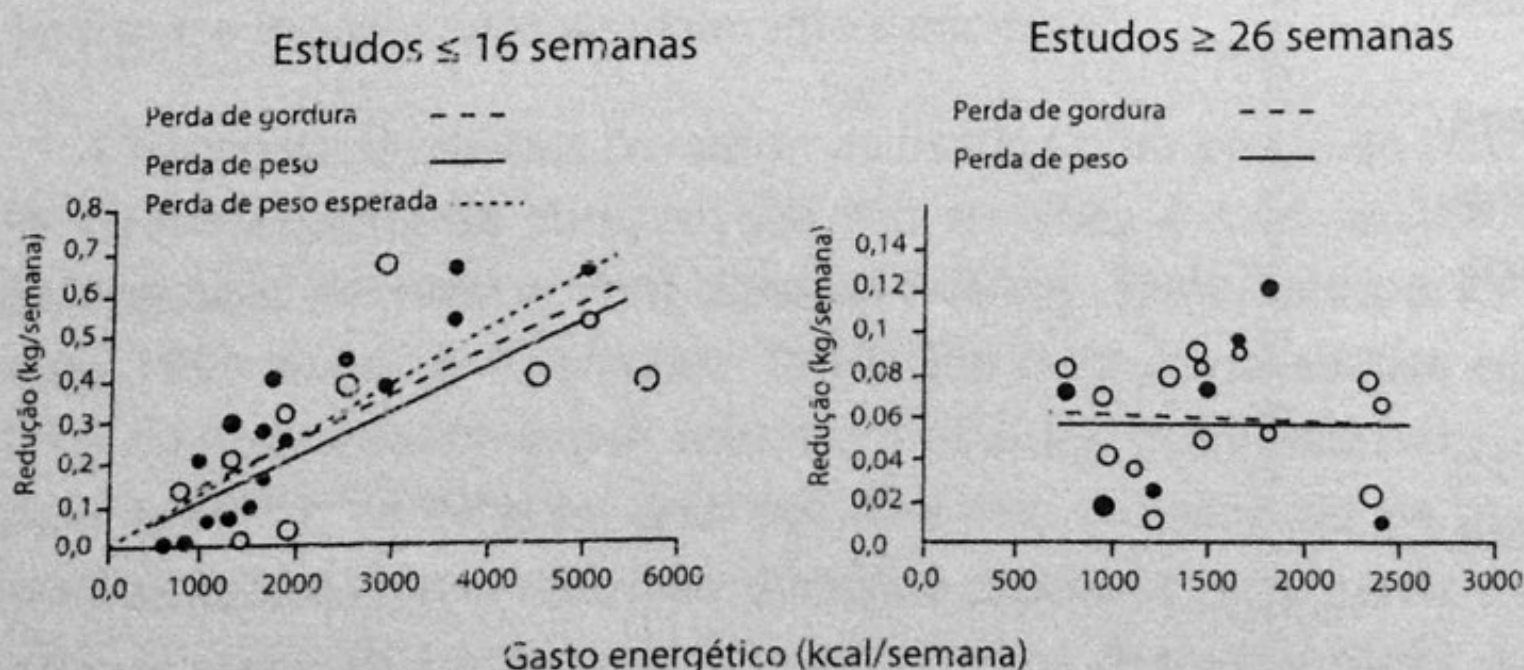 Estudos ≤ 16 semanas
Perda de gordura
Perda de peso
Perda de peso esperada
Redução (kg/semana)
0,8
0,7
0,6
0,5
0,4
0,3
0,2
0,1
0,0
0,0 1000 2000 3000 4000 5000 6000
Estudos ≥ 26 semanas
Perda de gordura
Perda de peso
Redução (kg/semana)
0,14
0,12
0,1
0,08
0,06
0,04
0,02
0,0
0,0 500 1000 1500 2000 2500 3000
Gasto energético (kcal/semana)